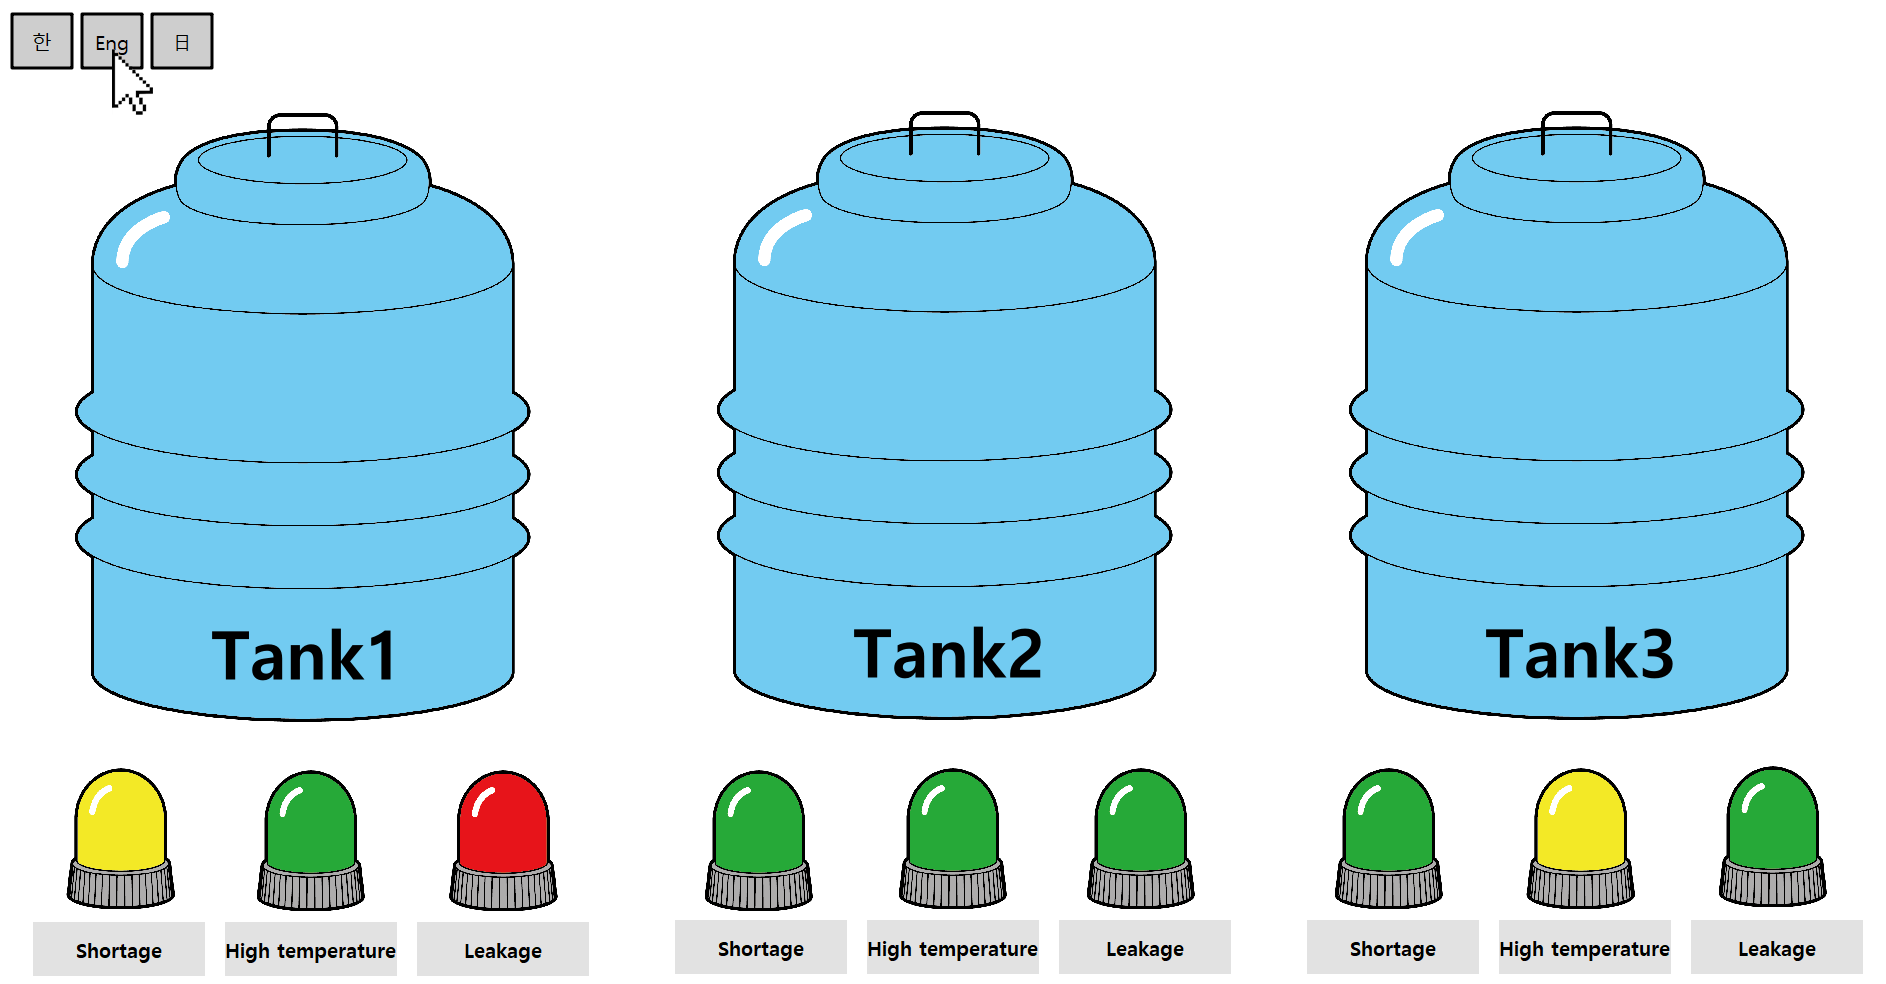 한 Eng 日
Tank1 Tank2 Tank3
Shortage High temperature Leakage Shortage High temperature Leakage Shortage High temperature Leakage